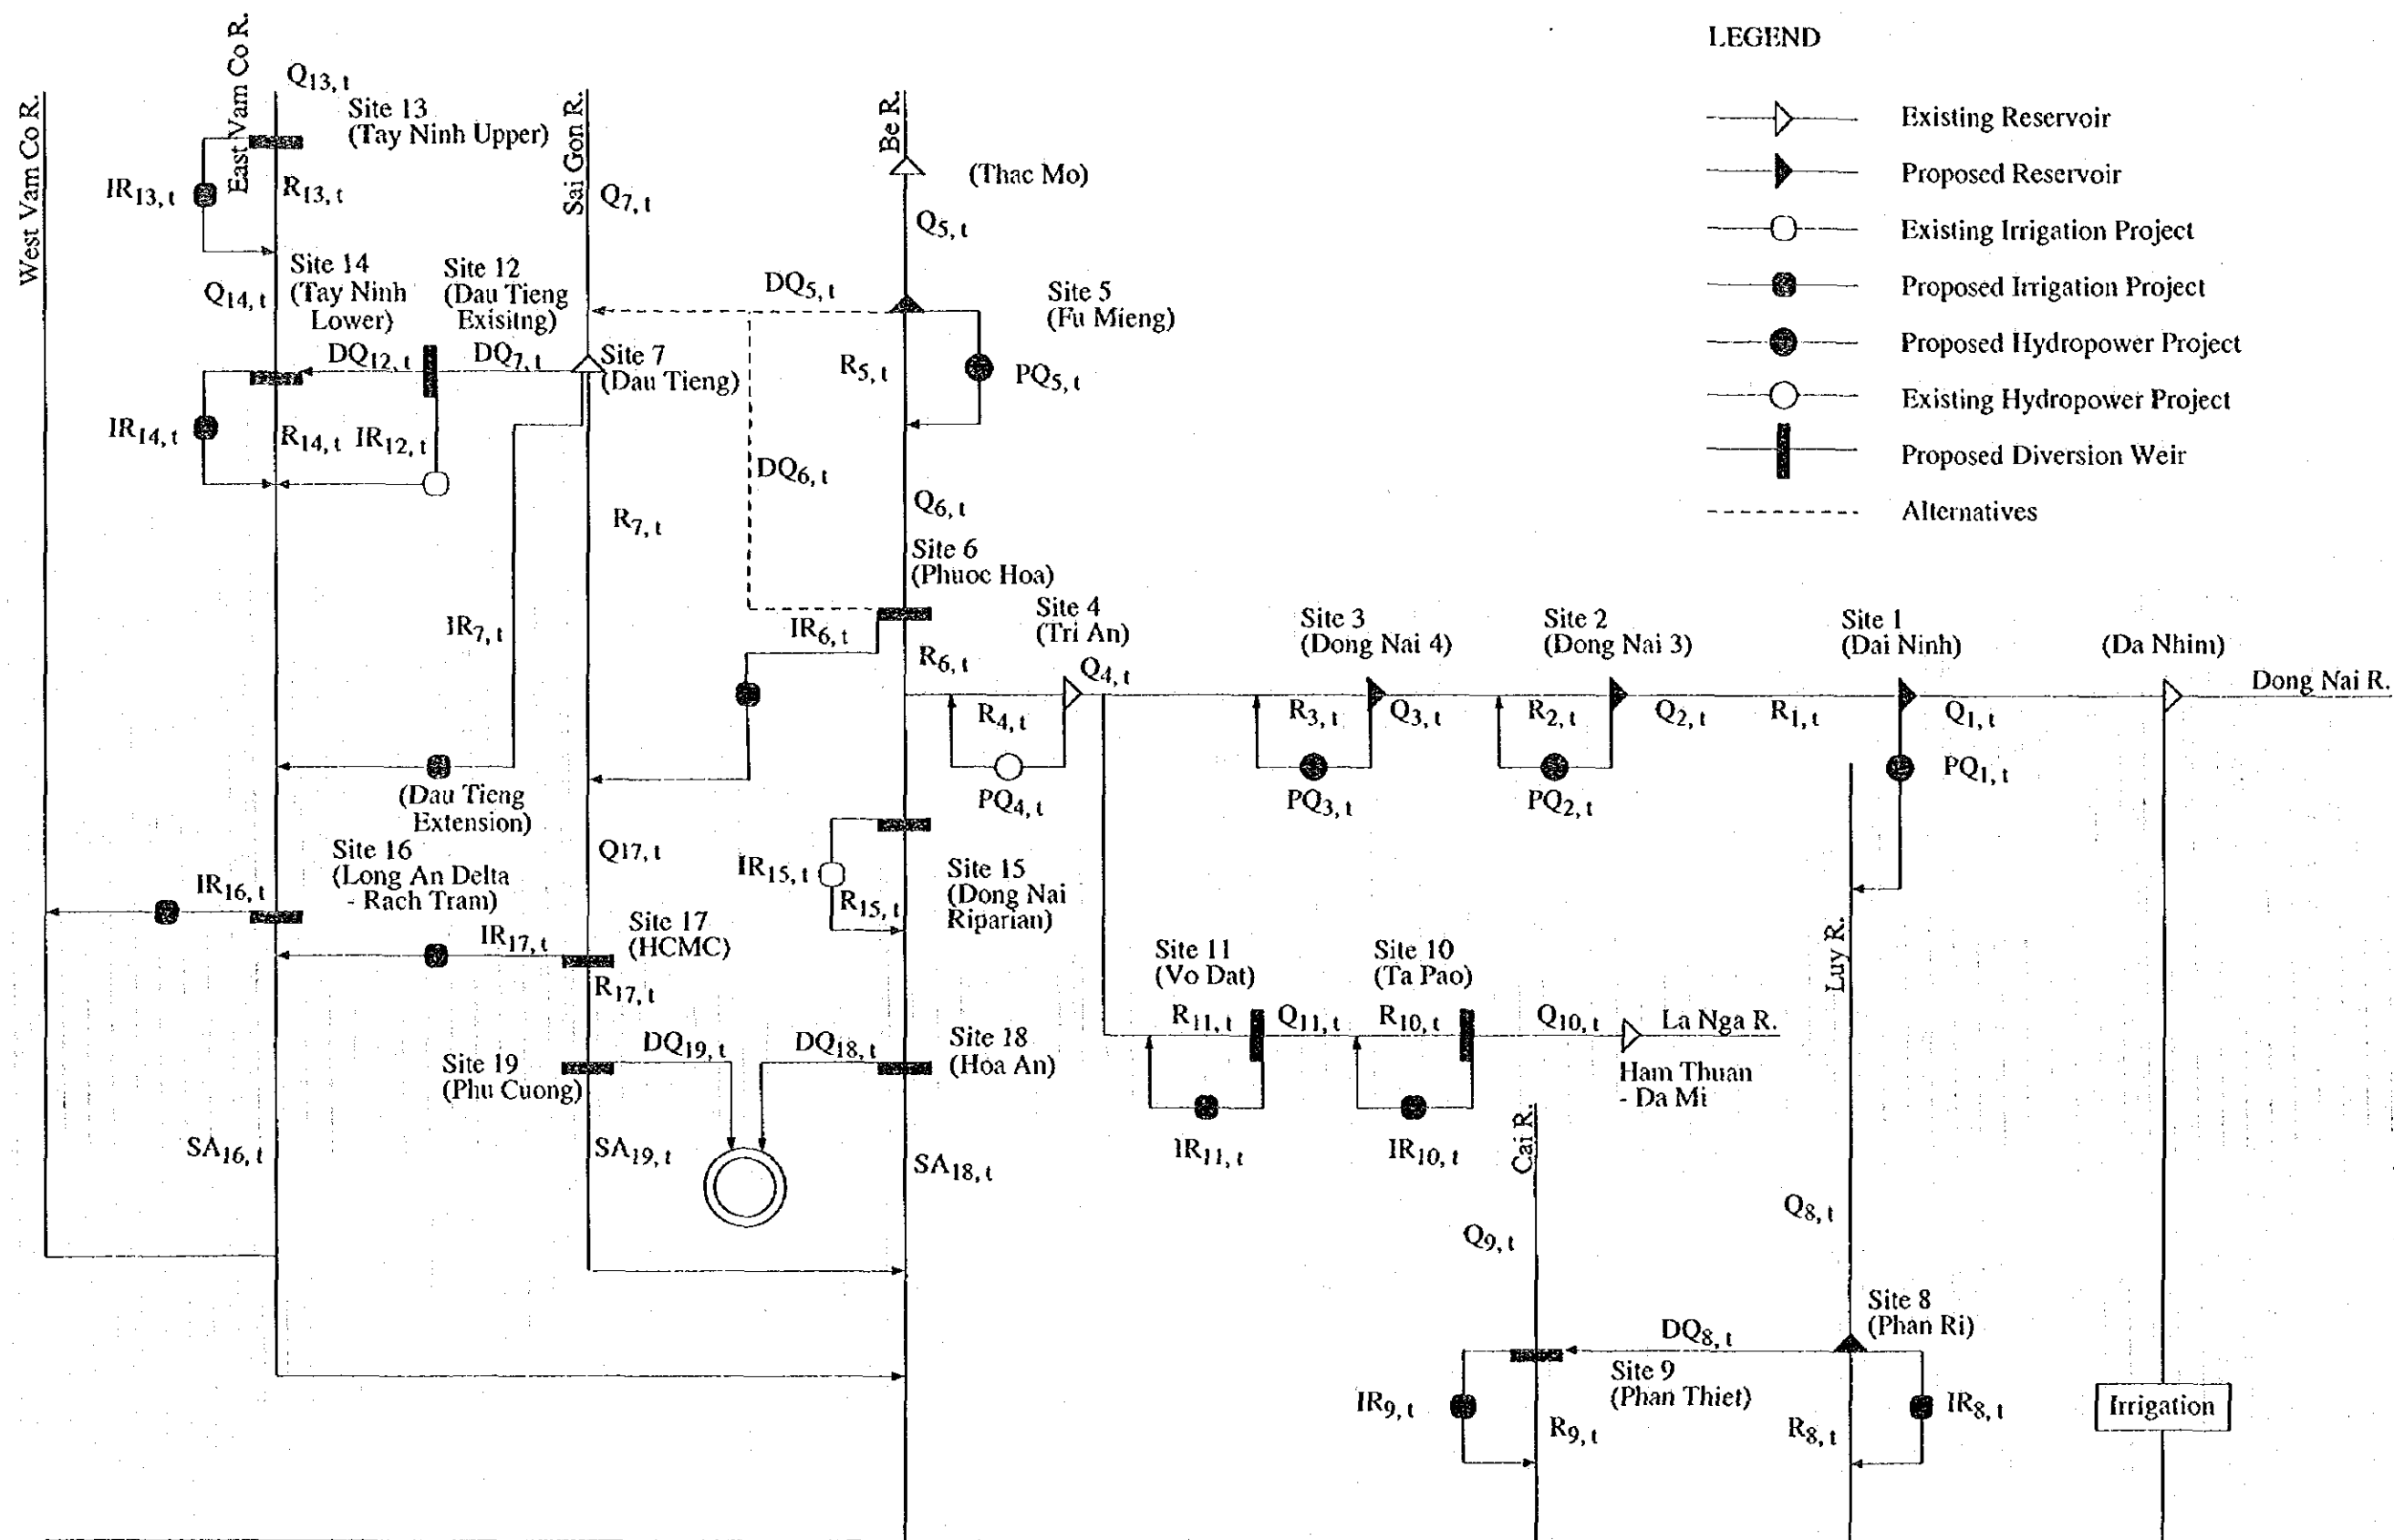 LEGEND
Existing Reservoir
Proposed Reservoir
Existing Irrigation Project
Proposed Irrigation Project
Proposed Hydropower Project
Existing Hydropower Project
Proposed Diversion Weir
Alternatives
West Vam Co R.
East Vam Co R.
Q13, t
Site 13
(Tay Ninh Upper)
IR13, t
R13, t
Sai Gon R.
Q7, t
Be R.
(Thac Mo)
Q5, t
Site 14
(Tay Ninh
Lower)
Q14, t
Site 12
(Dau Tieng
Exisitng)
DQ12, t
DQ7, t
Site 7
(Dau Tieng)
DQ5, t
Site 5
(Fu Mieng)
R5, t
PQ5, t
IR14, t
R14, t
IR12, t
DQ6, t
R7, t
Q6, t
Site 6
(Phuoc Hoa)
IR7, t
IR6, t
R6, t
Site 4
(Tri An)
Q4, t
Site 3
(Dong Nai 4)
Site 2
(Dong Nai 3)
Site 1
(Dai Ninh)
(Da Nhim)
Dong Nai R.
R4, t
R3, t
Q3, t
R2, t
Q2, t
R1, t
Q1, t
PQ4, t
PQ3, t
PQ2, t
PQ1, t
(Dau Tieng
Extension)
Site 16
(Long An Delta
- Rach Tram)
IR16, t
Q17, t
IR15, t
R15, t
Site 15
(Dong Nai
Riparian)
IR17, t
Site 17
(HCMC)
R17, t
Site 11
(Vo Dat)
Site 10
(Ta Pao)
Luy R.
R11, t
Q11, t
R10, t
Q10, t
La Nga R.
Ham Thuan
- Da Mi
DQ19, t
DQ18, t
Site 18
(Hoa An)
Site 19
(Phu Cuong)
IR11, t
IR10, t
Cai R.
SA16, t
SA19, t
SA18, t
Q9, t
Q8, t
Site 8
(Phan Ri)
DQ8, t
Site 9
(Phan Thiet)
IR9, t
R9, t
R8, t
IR8, t
Irrigation